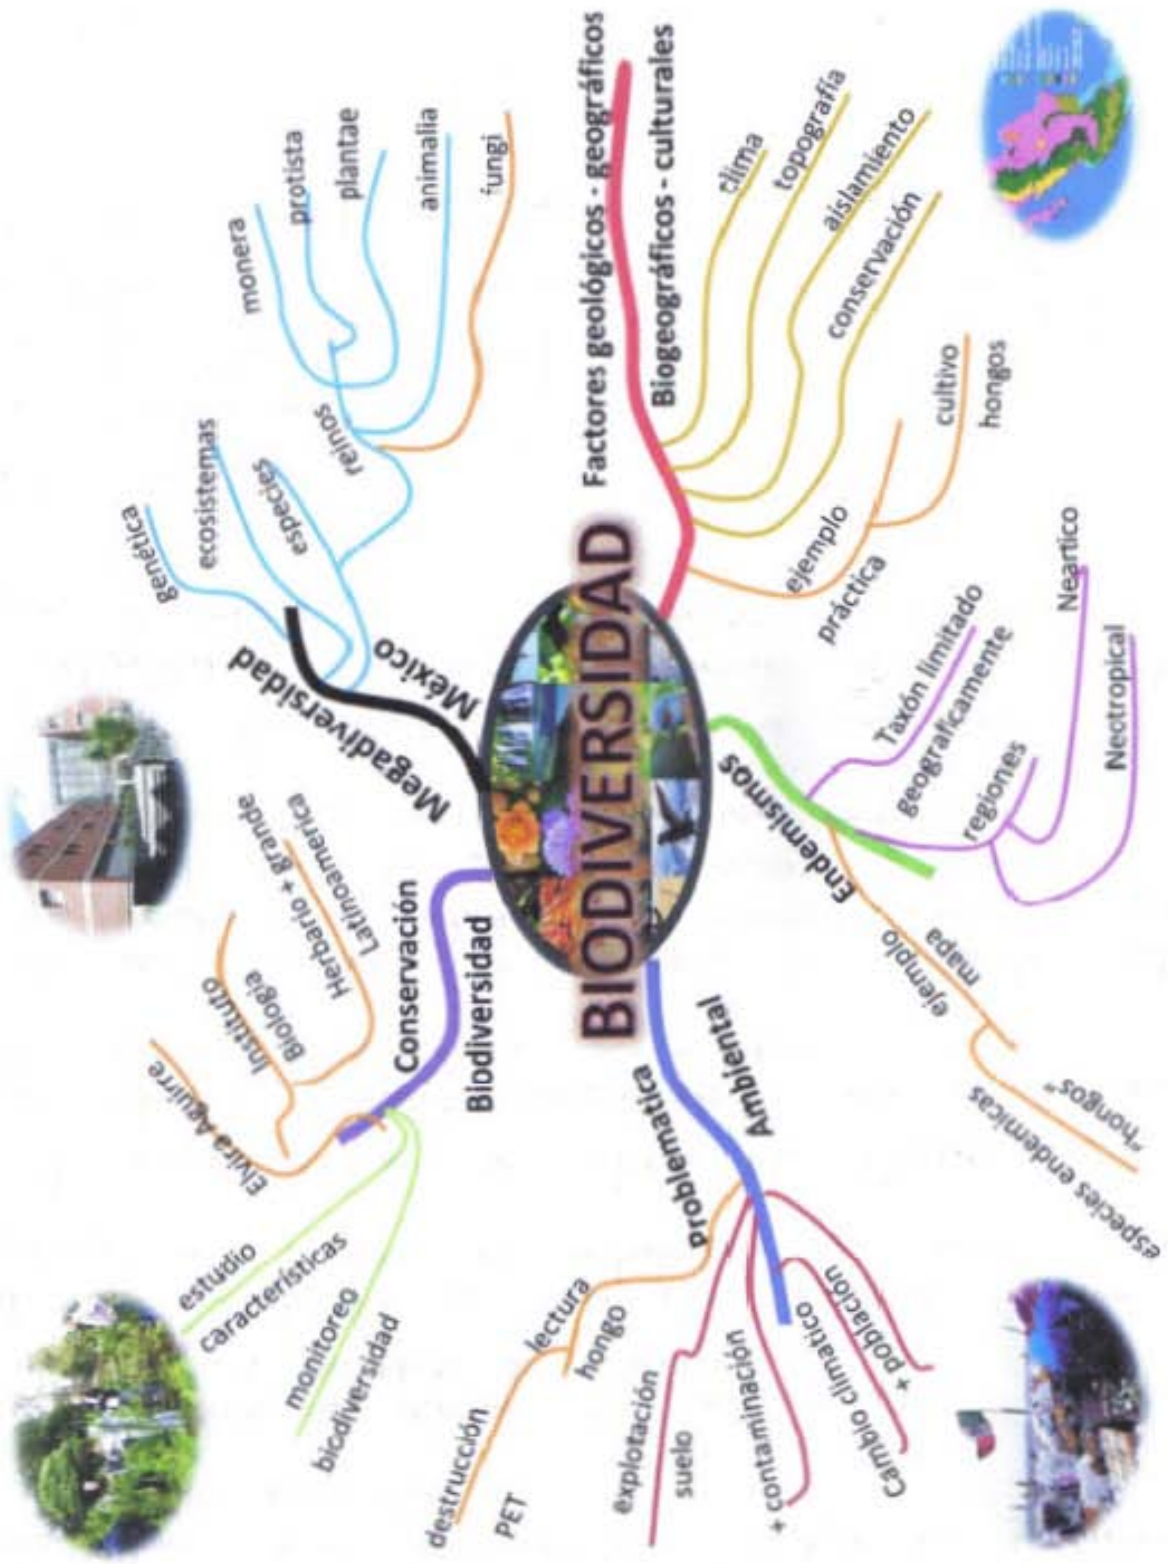 BIODIVERSIDAD
Factores geológicos - geográficos
Biogeográficos - culturales
clima
topografía
aislamiento
conservación
ejemplo
práctica
cultivo
hongos
Endemismos
Taxón limitado
geograficamente
regiones
Neartico
Neotropical
ejemplo
mapa
especies endemicas
"hongos"
Problematica
Ambiental
+ población
Cambio climatico
+ contaminación
explotación
suelo
lectura
hongo
destrucción
PET
Conservación
Biodiversidad
monitoreo
biodiversidad
estudio
características
Elvira Aguirre
Instituto
Biologia
Herbario + grande
Latinoamerica
Megadiversidad
México
genética
ecosistemas
especies
reinos
monera
protista
plantae
animalia
fungi